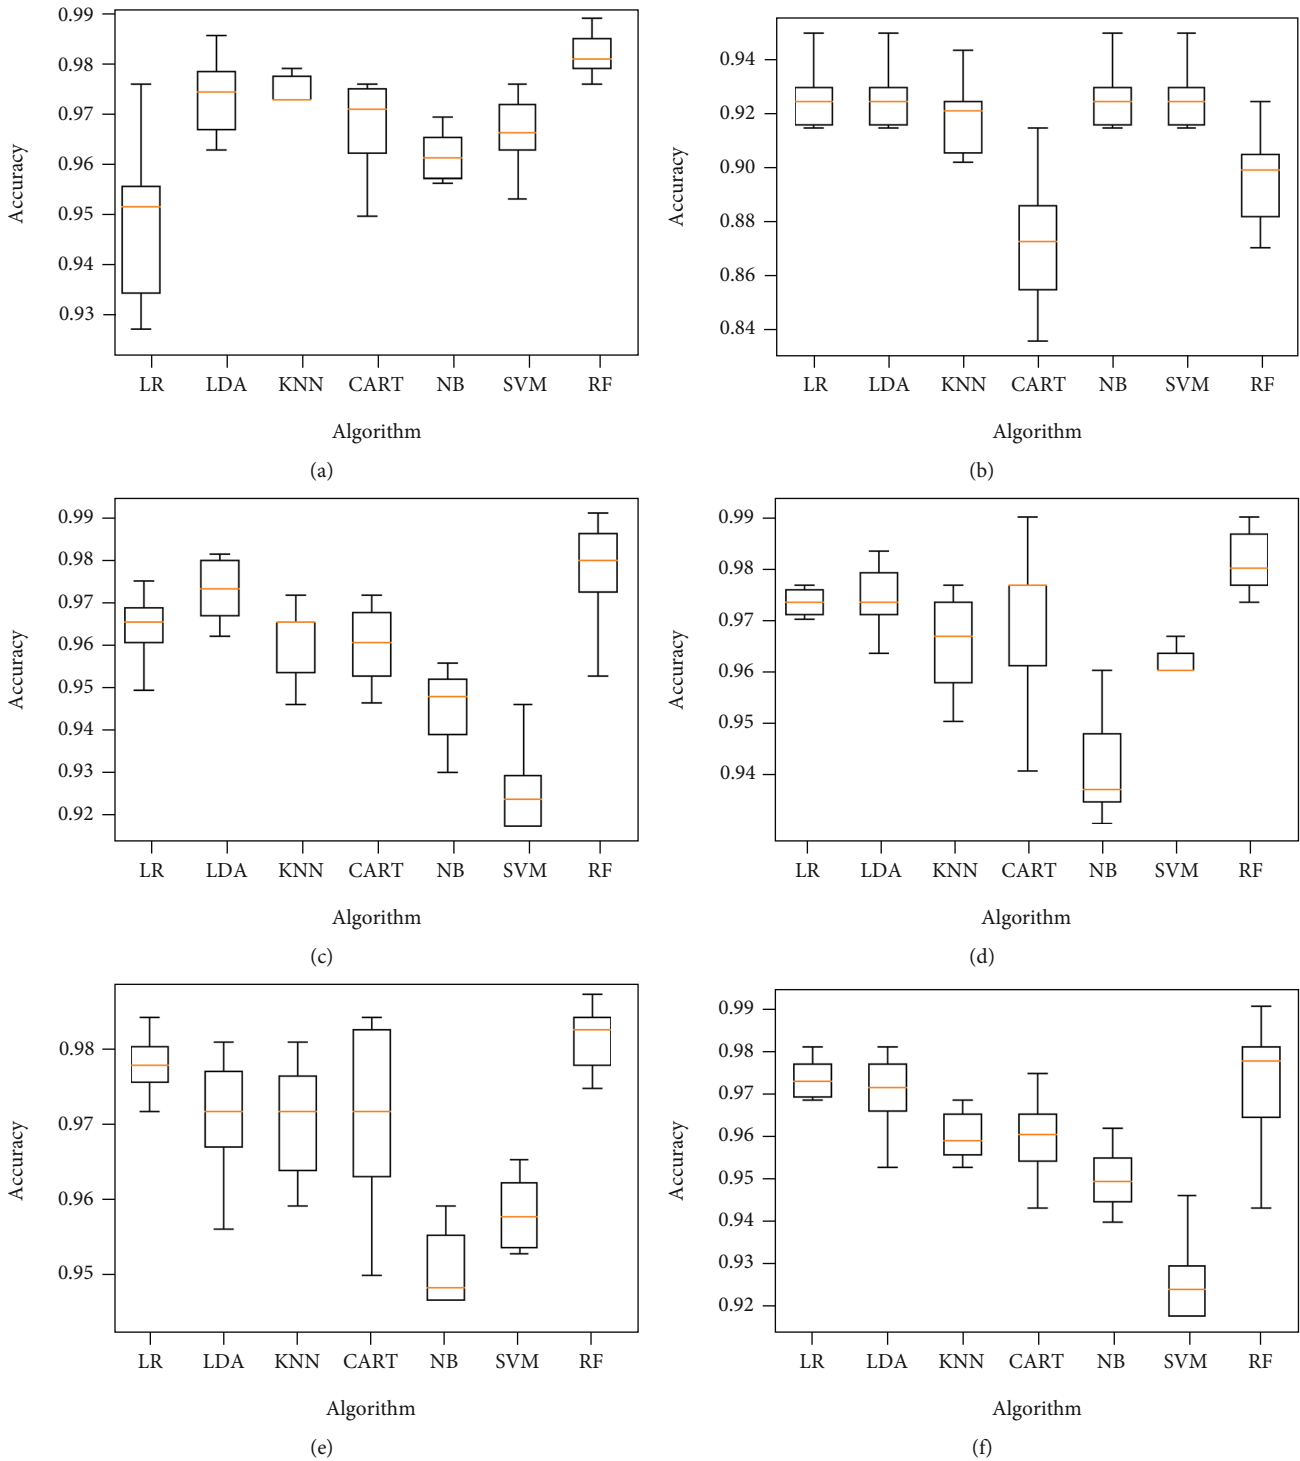 0.99
0.98
0.97
0.96
0.95
0.94
0.93
Accuracy
LR LDA KNN CART NB SVM RF
Algorithm
(a)
0.94
0.92
0.90
0.88
0.86
0.84
Accuracy
LR LDA KNN CART NB SVM RF
Algorithm
(b)
0.99
0.98
0.97
0.96
0.95
0.94
0.93
0.92
Accuracy
LR LDA KNN CART NB SVM RF
Algorithm
(c)
0.99
0.98
0.97
0.96
0.95
0.94
Accuracy
LR LDA KNN CART NB SVM RF
Algorithm
(d)
0.98
0.97
0.96
0.95
Accuracy
LR LDA KNN CART NB SVM RF
Algorithm
(e)
0.99
0.98
0.97
0.96
0.95
0.94
0.93
0.92
Accuracy
LR LDA KNN CART NB SVM RF
Algorithm
(f)